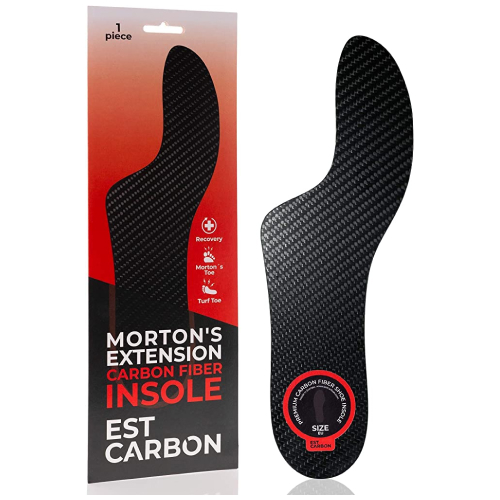 1
piece
Recovery
Morton's
Toe
Turf Toe
MORTON'S
EXTENSION
CARBON FIBER
INSOLE
EST
CARBON
PREMIUM CARBON FIBER SHOE INSOLE
SIZE
EST
CARBON